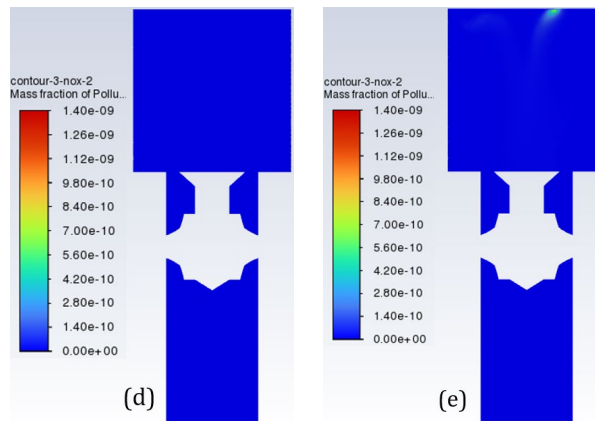 contour-3-nox-2
Mass fraction of Pollu...
1.40e-09
1.26e-09
1.12e-09
9.80e-10
8.40e-10
7.00e-10
5.60e-10
4.20e-10
2.80e-10
1.40e-10
0.00e+00
(d)
contour-3-nox-2
Mass fraction of Pollu...
1.40e-09
1.26e-09
1.12e-09
9.80e-10
8.40e-10
7.00e-10
5.60e-10
4.20e-10
2.80e-10
1.40e-10
0.00e+00
(e)